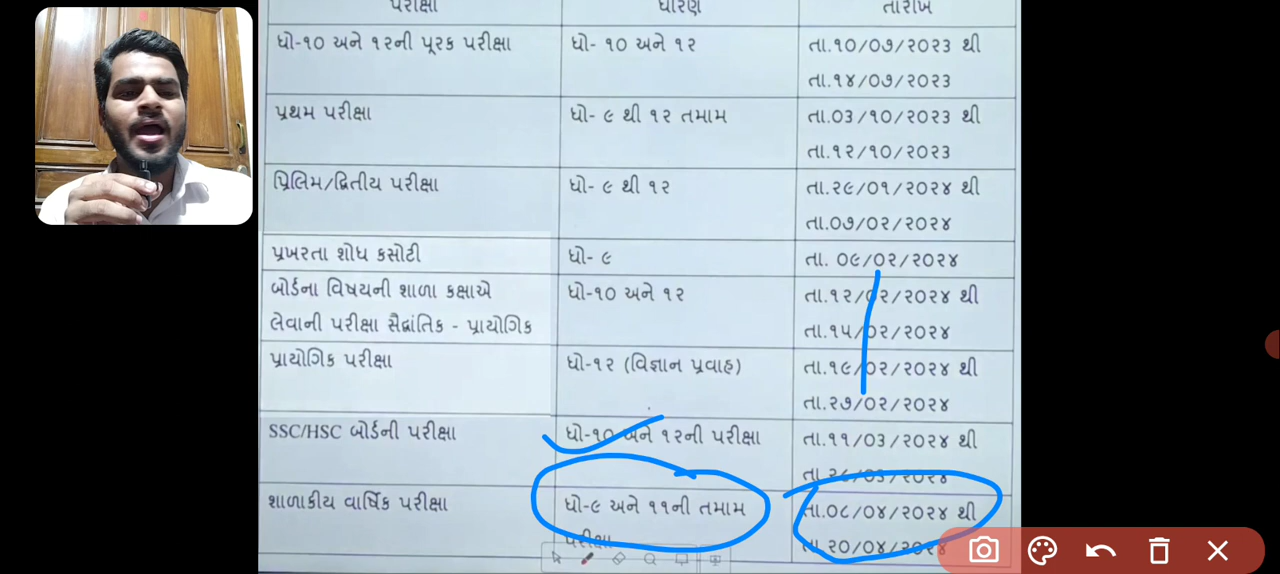 પરીક્ષા ધોરણ તારીખ
ધો-૧૦ અને ૧૨ની પૂરક પરીક્ષા ધો- ૧૦ અને ૧૨ તા.૧૦/૦૭/૨૦૨૩ થી
તા.૧૪/૦૭/૨૦૨૩
પ્રથમ પરીક્ષા ધો- ૯ થી ૧૨ તમામ તા.૦૩/૧૦/૨૦૨૩ થી
તા.૧૨/૧૦/૨૦૨૩
પ્રિલિમ/દ્વિતીય પરીક્ષા ધો- ૯ થી ૧૨ તા.૨૯/૦૧/૨૦૨૪ થી
તા.૦૭/૦૨/૨૦૨૪
પ્રખરતા શોધ કસોટી ધો- ૯ તા. ૦૯/૦૨/૨૦૨૪
બોર્ડના વિષયની શાળા કક્ષાએ ધો-૧૦ અને ૧૨ તા.૧૨/૦૨/૨૦૨૪ થી
લેવાની પરીક્ષા સૈદ્ધાંતિક - પ્રાયોગિક તા.૧૫/૦૨/૨૦૨૪
પ્રાયોગિક પરીક્ષા ધો-૧૨ (વિજ્ઞાન પ્રવાહ) તા.૧૯/૦૨/૨૦૨૪ થી
તા.૨૭/૦૨/૨૦૨૪
SSC/HSC બોર્ડની પરીક્ષા ધો-૧૦ અને ૧૨ની પરીક્ષા તા.૧૧/૦૩/૨૦૨૪ થી
શાળાકીય વાર્ષિક પરીક્ષા ધો-૯ અને ૧૧ની તમામ તા.૦૮/૦૪/૨૦૨૪ થી
પરીક્ષા તા.૨૦/૦૪/૨૦૨૪